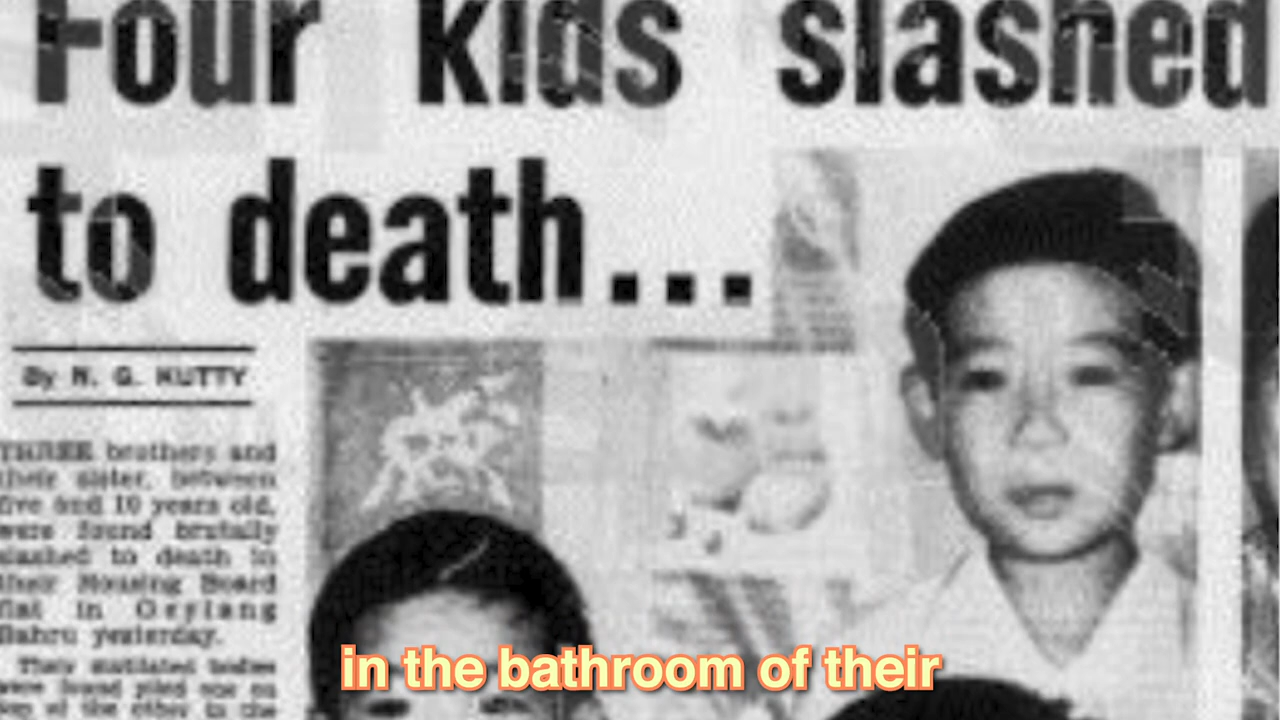 Four kids slashed
to death...
By N. G. KUTTY
THREE brothers and
their sister, between
five and 10 years old,
were found brutally
slashed to death in
their Housing Board
flat in Geylang
Bahru yesterday.
Their mutilated bodies
were found piled one on
top of the other in the
in the bathroom of their